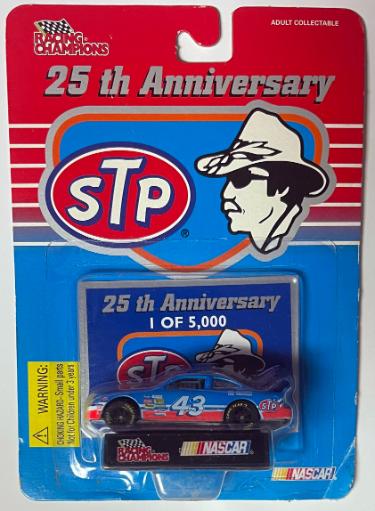 RACING
CHAMPIONS
ADULT COLLECTABLE
25 th Anniversary
STP
®
25 th Anniversary
1 OF 5,000
STP
43
STP
WARNING:
CHOKING HAZARD-Small parts
Not for Children under 3 years
RACING
CHAMPIONS
NASCAR
NASCAR